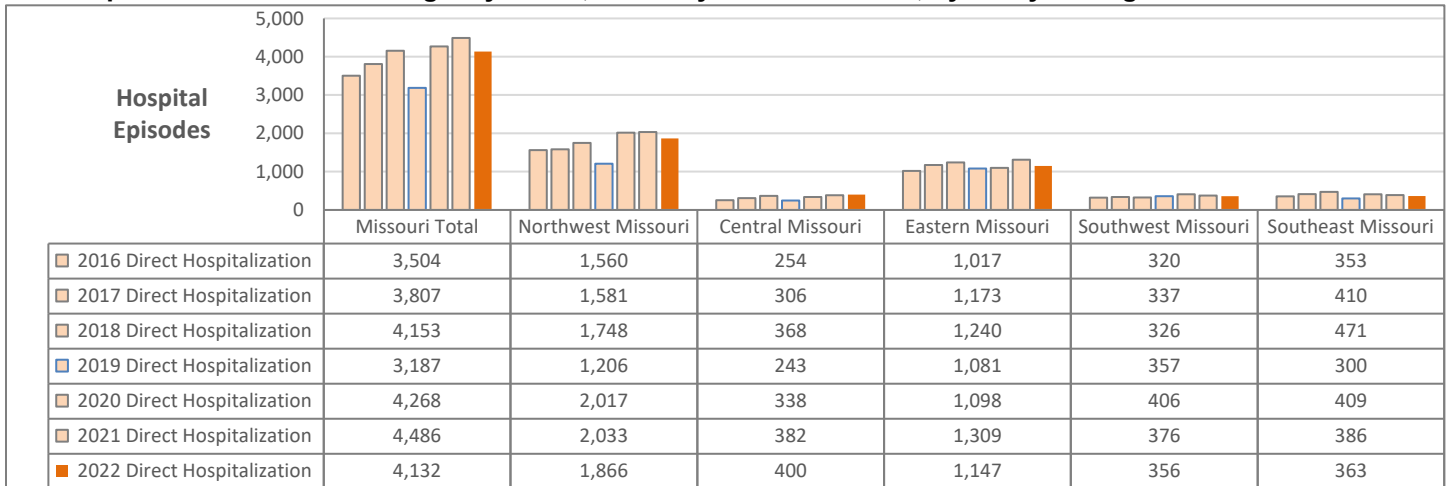 5,000
4,000
Hospital
3,000
Episodes
2,000
1,000
0
Missouri Total Northwest Missouri Central Missouri Eastern Missouri Southwest Missouri Southeast Missouri
2016 Direct Hospitalization 3,504 1,560 254 1,017 320 353
2017 Direct Hospitalization 3,807 1,581 306 1,173 337 410
2018 Direct Hospitalization 4,153 1,748 368 1,240 326 471
2019 Direct Hospitalization 3,187 1,206 243 1,081 357 300
2020 Direct Hospitalization 4,268 2,017 338 1,098 406 409
2021 Direct Hospitalization 4,486 2,033 382 1,309 376 386
2022 Direct Hospitalization 4,132 1,866 400 1,147 356 363